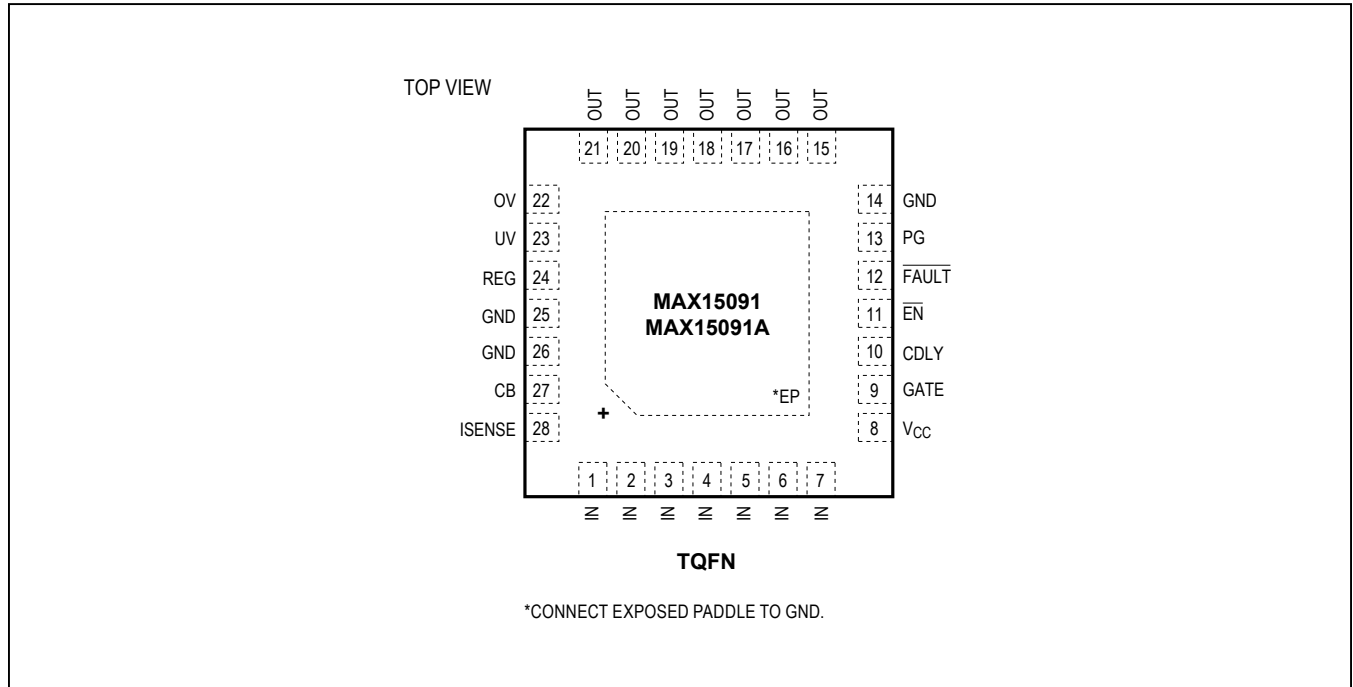 TOP VIEW
OUT OUT OUT OUT OUT OUT OUT
21 20 19 18 17 16 15
OV 22
UV 23
REG 24
GND 25
GND 26
CB 27
ISENSE 28
14 GND
13 PG
12 FAULT
11 EN
10 CDLY
9 GATE
8 VCC
MAX15091
MAX15091A
*EP
+
1 2 3 4 5 6 7
IN IN IN IN IN IN IN
TQFN
*CONNECT EXPOSED PADDLE TO GND.